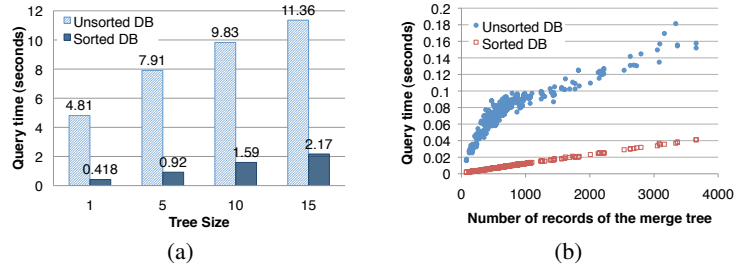 12
10
8
6
4
2
0
Query time (seconds)
Unsorted DB
Sorted DB
4.81
0.418
7.91
0.92
9.83
1.59
11.36
2.17
1 5 10 15
Tree Size
(a)
0.2
0.18
0.16
0.14
0.12
0.1
0.08
0.06
0.04
0.02
0
Query time (seconds)
Unsorted DB
Sorted DB
0 1000 2000 3000 4000
Number of records of the merge tree
(b)